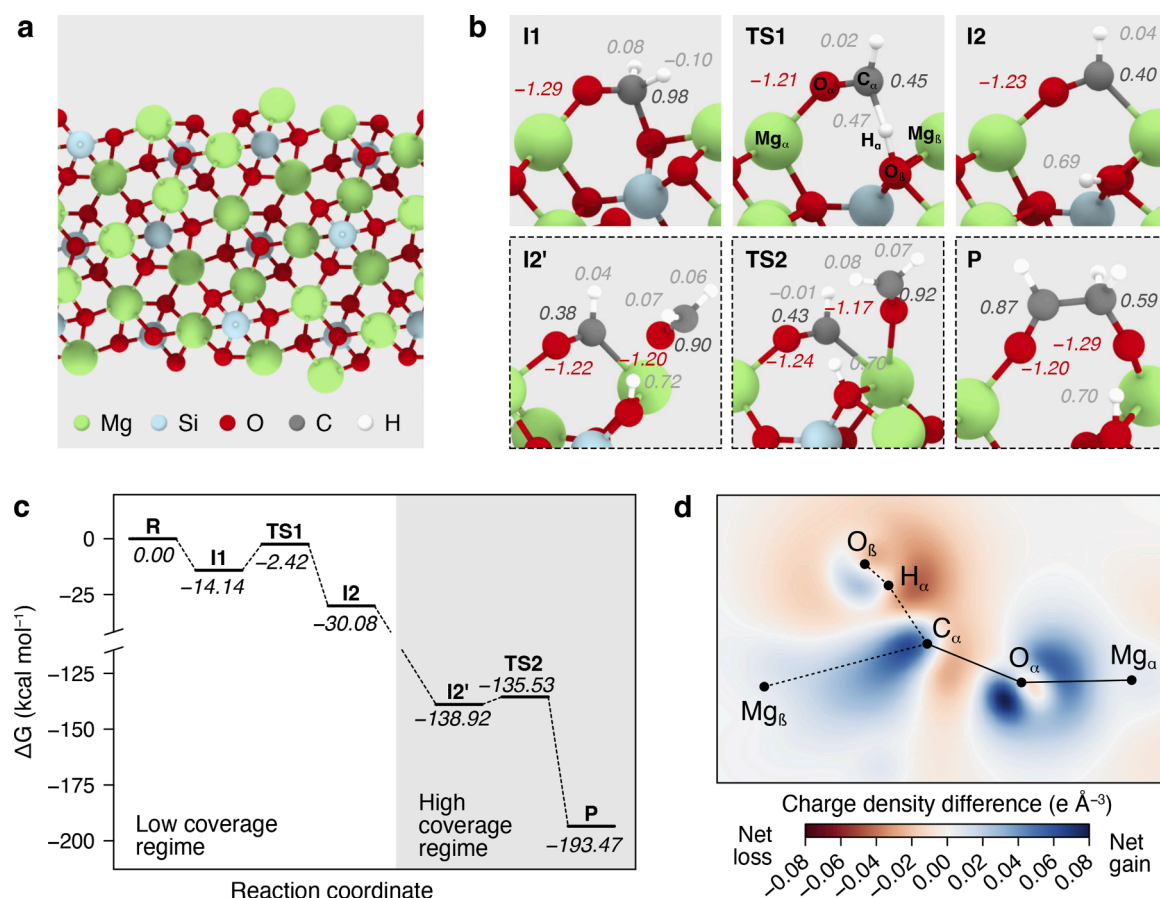 a
Mg Si O C H
b
I1
0.08
−0.10
−1.29
0.98
TS1
0.02
−1.21
Oα
Cα
0.45
0.47
Mgα
Hα
Mgß
Oß
I2
0.04
−1.23
0.40
0.69
I2'
0.04
0.06
0.38
0.07
−1.22
−1.20
0.90
0.72
TS2
0.08
0.07
−0.01
0.43
−1.17
0.92
−1.24
0.70
P
0.87
0.59
−1.29
−1.20
0.70
c
ΔG (kcal mol−1)
0
−25
−125
−150
−175
−200
R
0.00
I1
−14.14
TS1
−2.42
I2
−30.08
I2'
−138.92
TS2
−135.53
P
−193.47
Low coverage
regime
High
coverage
regime
Reaction coordinate
d
Oß
Hα
Cα
Oα
Mgα
Mgß
Charge density difference (e Å−3)
Net
loss
Net
gain
−0.08
−0.06
−0.04
−0.02
0.00
0.02
0.04
0.06
0.08